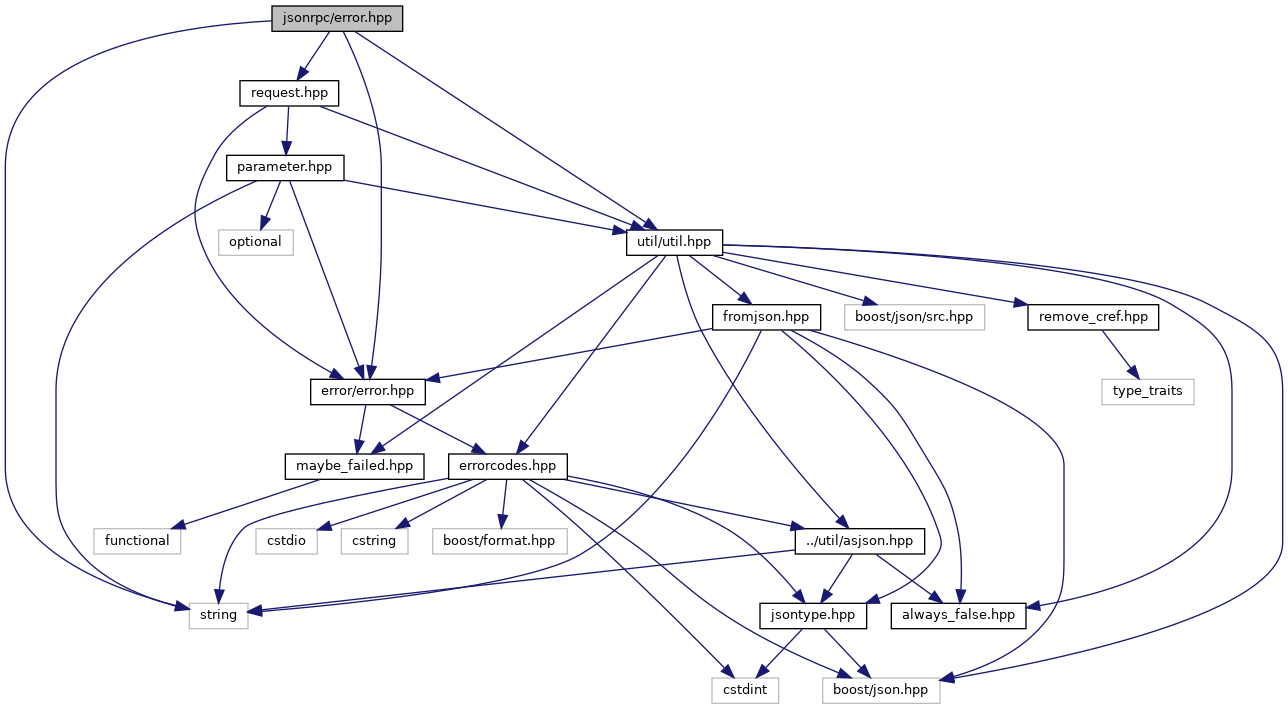 jsonrpc/error.hpp
request.hpp
parameter.hpp
optional
util/util.hpp
fromjson.hpp
boost/json/src.hpp
remove_cref.hpp
error/error.hpp
type_traits
maybe_failed.hpp
errorcodes.hpp
functional
cstdio
cstring
boost/format.hpp
../util/asjson.hpp
string
jsontype.hpp
always_false.hpp
cstdint
boost/json.hpp